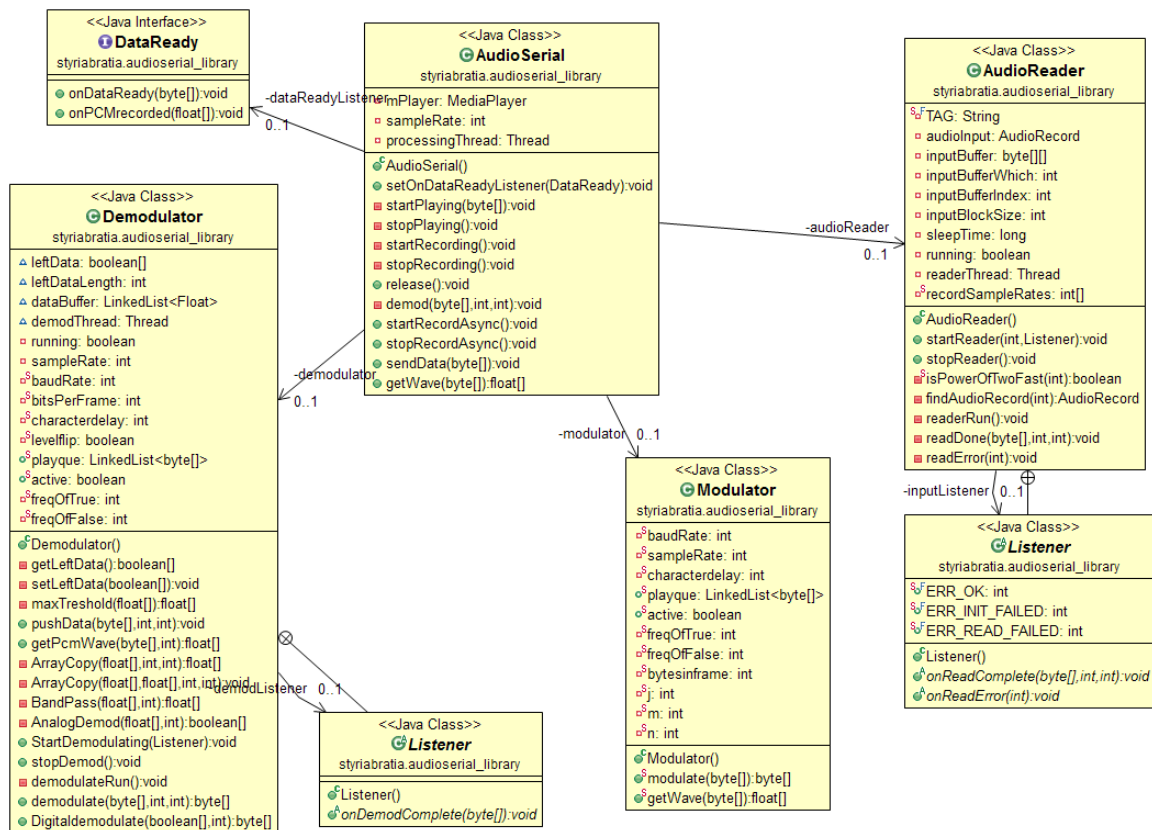 <<Java Interface>>
DataReady
styriabratia.audioserial_library
onDataReady(byte[]):void
onPCMrecorded(float[]):void
<<Java Class>>
AudioSerial
styriabratia.audioserial_library
mPlayer: MediaPlayer
sampleRate: int
processingThread: Thread
AudioSerial()
setOnDataReadyListener(DataReady):void
startPlaying(byte[]):void
stopPlaying():void
startRecording():void
stopRecording():void
release():void
demod(byte[],int,int):void
startRecordAsync():void
stopRecordAsync():void
sendData(byte[]):void
getWave(byte[]):float[]
-dataReadyListener
0..1
<<Java Class>>
AudioReader
styriabratia.audioserial_library
TAG: String
audioInput: AudioRecord
inputBuffer: byte[][]
inputBufferWhich: int
inputBufferIndex: int
inputBlockSize: int
sleepTime: long
running: boolean
readerThread: Thread
recordSampleRates: int[]
AudioReader()
startReader(int,Listener):void
stopReader():void
isPowerOfTwoFast(int):boolean
findAudioRecord(int):AudioRecord
readerRun():void
readDone(byte[],int,int):void
readError(int):void
-audioReader
0..1
<<Java Class>>
Demodulator
styriabratia.audioserial_library
leftData: boolean[]
leftDataLength: int
dataBuffer: LinkedList<Float>
demodThread: Thread
running: boolean
sampleRate: int
baudRate: int
bitsPerFrame: int
characterdelay: int
levelflip: boolean
playque: LinkedList<byte[]>
active: boolean
freqOfTrue: int
freqOfFalse: int
Demodulator()
getLeftData():boolean[]
setLeftData(boolean[]):void
maxTreshold(float[]):float[]
pushData(byte[],int,int):void
getPcmWave(byte[],int):float[]
ArrayCopy(float[],int,int):float[]
ArrayCopy(float[],float[],int,int):void
BandPass(float[],int):float[]
AnalogDemod(float[],int):boolean[]
StartDemodulating(Listener):void
stopDemod():void
demodulateRun():void
demodulate(byte[],int,int):byte[]
Digitaldemodulate(boolean[],int):byte[]
-demodulator
0..1
-modulator 0..1
<<Java Class>>
Modulator
styriabratia.audioserial_library
baudRate: int
sampleRate: int
characterdelay: int
playque: LinkedList<byte[]>
active: boolean
freqOfTrue: int
freqOfFalse: int
bytesinframe: int
j: int
m: int
n: int
Modulator()
modulate(byte[]):byte[]
getWave(byte[]):float[]
-inputListener 0..1
<<Java Class>>
Listener
styriabratia.audioserial_library
ERR_OK: int
ERR_INIT_FAILED: int
ERR_READ_FAILED: int
Listener()
onReadComplete(byte[],int,int):void
onReadError(int):void
-demodListener 0..1
<<Java Class>>
Listener
styriabratia.audioserial_library
Listener()
onDemodComplete(byte[]):void